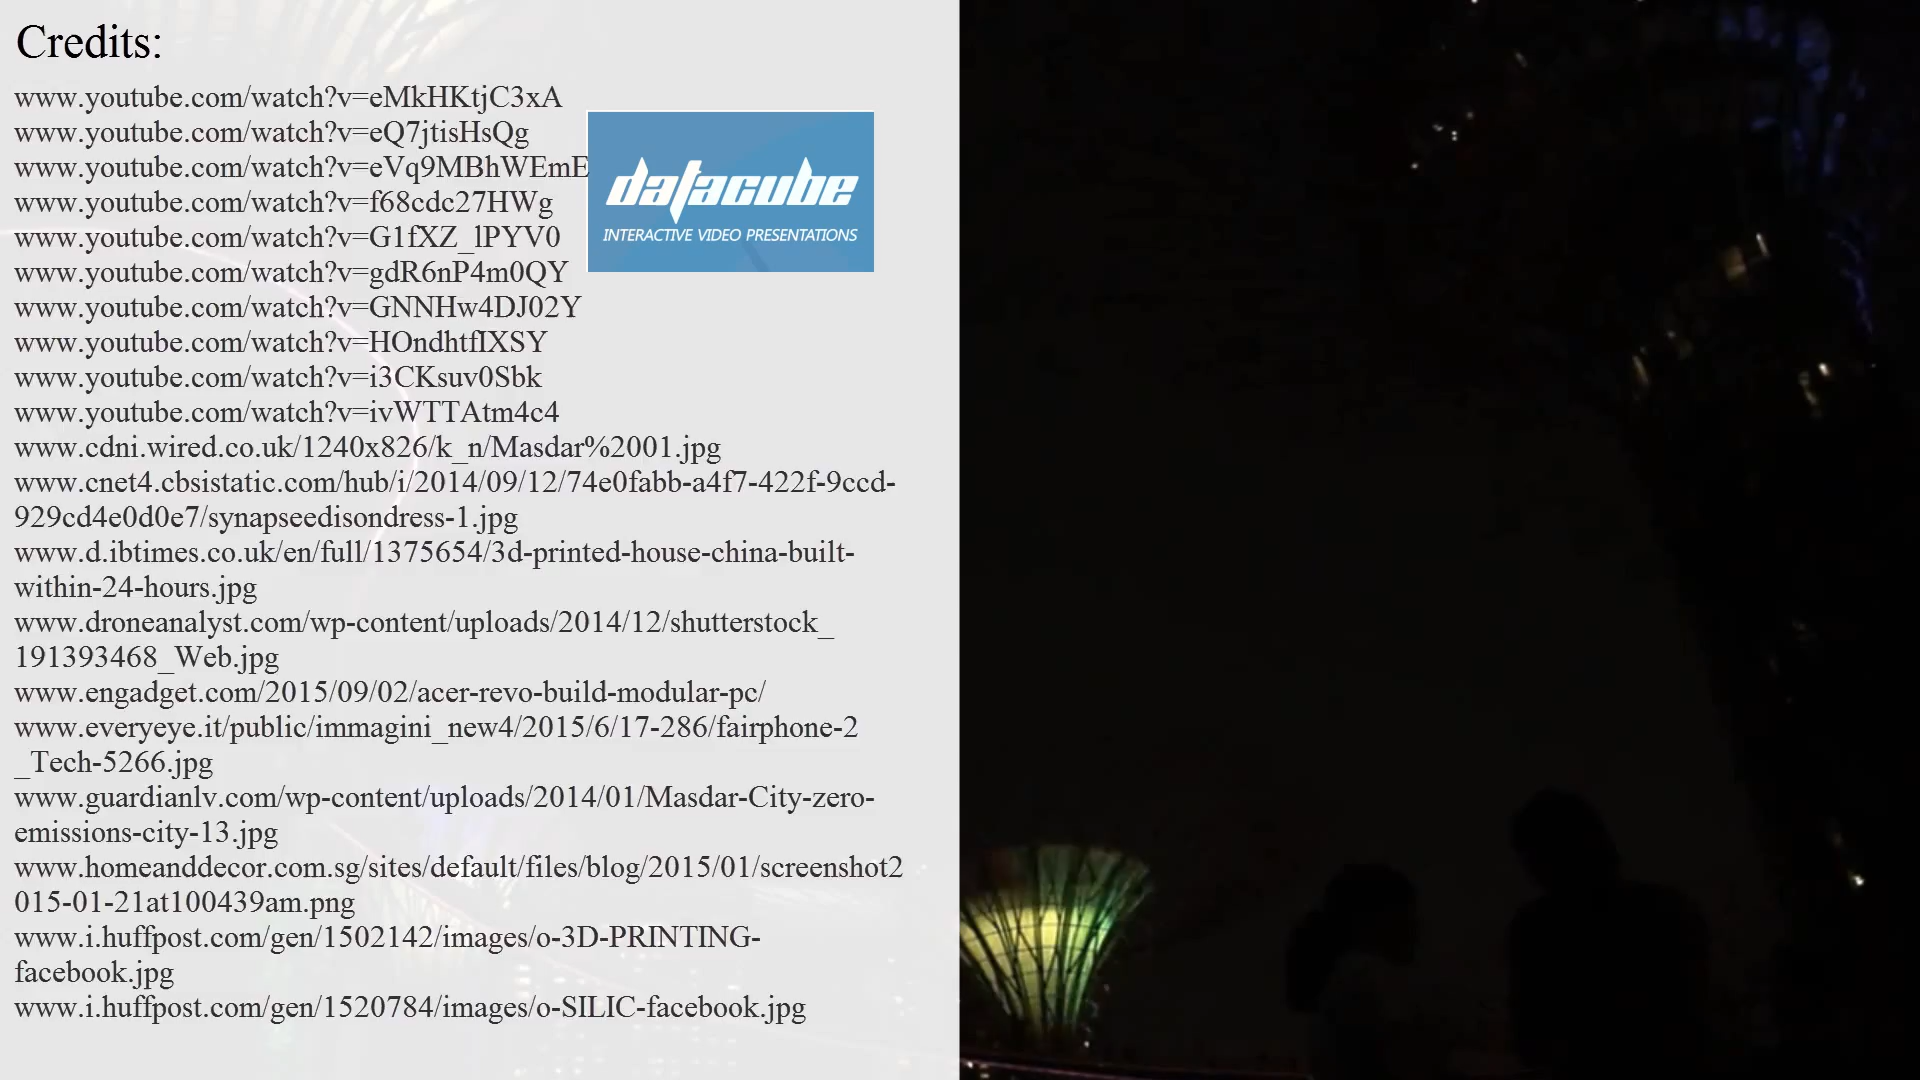 Credits:
www.youtube.com/watch?v=eMkHKtjC3xA
www.youtube.com/watch?v=eQ7jtisHsQg
www.youtube.com/watch?v=eVq9MBhWEmE
www.youtube.com/watch?v=f68cdc27HWg
www.youtube.com/watch?v=G1fXZ_lPYV0
www.youtube.com/watch?v=gdR6nP4m0QY
www.youtube.com/watch?v=GNNHw4DJ02Y
www.youtube.com/watch?v=HOndhtfIXSY
www.youtube.com/watch?v=i3CKsuv0Sbk
www.youtube.com/watch?v=ivWTTAtm4c4
www.cdni.wired.co.uk/1240x826/k_n/Masdar%2001.jpg
www.cnet4.cbsistatic.com/hub/i/2014/09/12/74e0fabb-a4f7-422f-9ccd-
929cd4e0d0e7/synapseedisondress-1.jpg
www.d.ibtimes.co.uk/en/full/1375654/3d-printed-house-china-built-
within-24-hours.jpg
www.droneanalyst.com/wp-content/uploads/2014/12/shutterstock_
191393468_Web.jpg
www.engadget.com/2015/09/02/acer-revo-build-modular-pc/
www.everyeye.it/public/immagini_new4/2015/6/17-286/fairphone-2
_Tech-5266.jpg
www.guardianlv.com/wp-content/uploads/2014/01/Masdar-City-zero-
emissions-city-13.jpg
www.homeanddecor.com.sg/sites/default/files/blog/2015/01/screenshot2
015-01-21at100439am.png
www.i.huffpost.com/gen/1502142/images/o-3D-PRINTING-
facebook.jpg
www.i.huffpost.com/gen/1520784/images/o-SILIC-facebook.jpg
datacube
INTERACTIVE VIDEO PRESENTATIONS